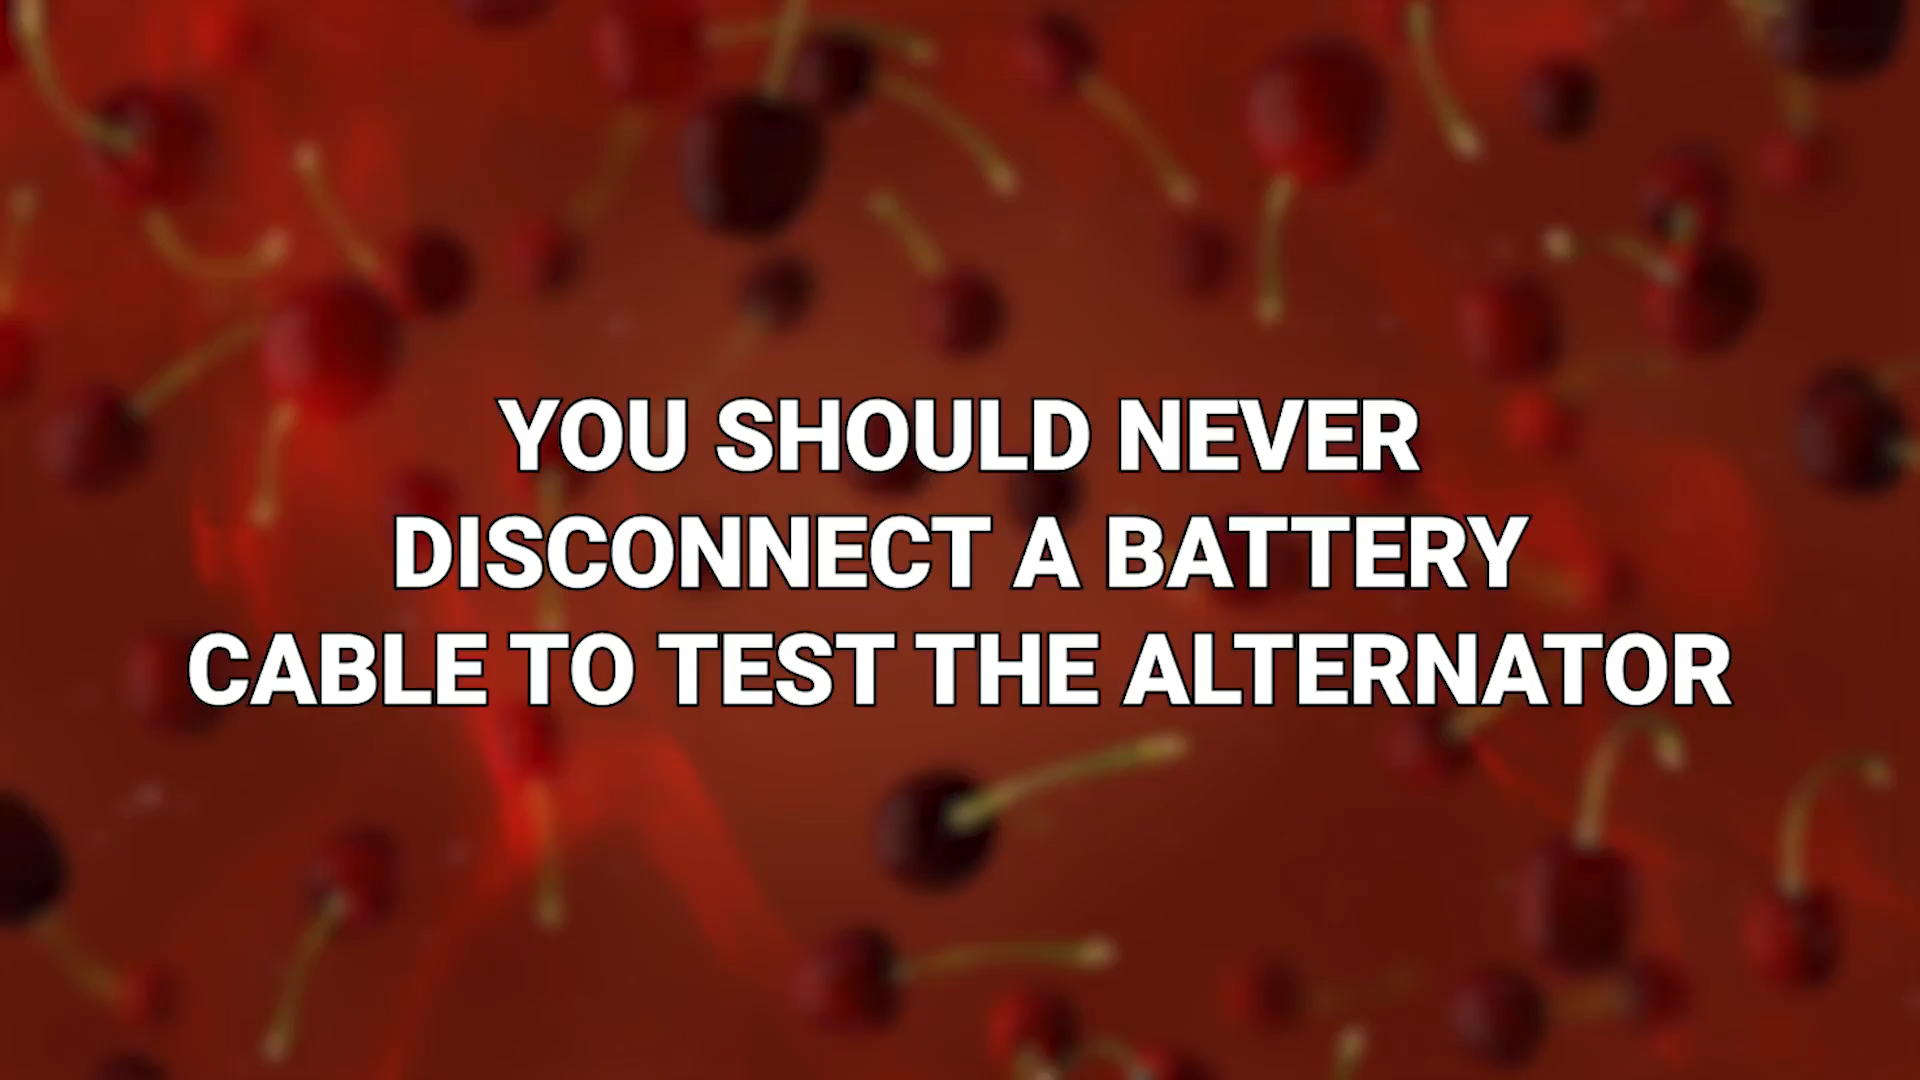 YOU SHOULD NEVER
DISCONNECT A BATTERY
CABLE TO TEST THE ALTERNATOR